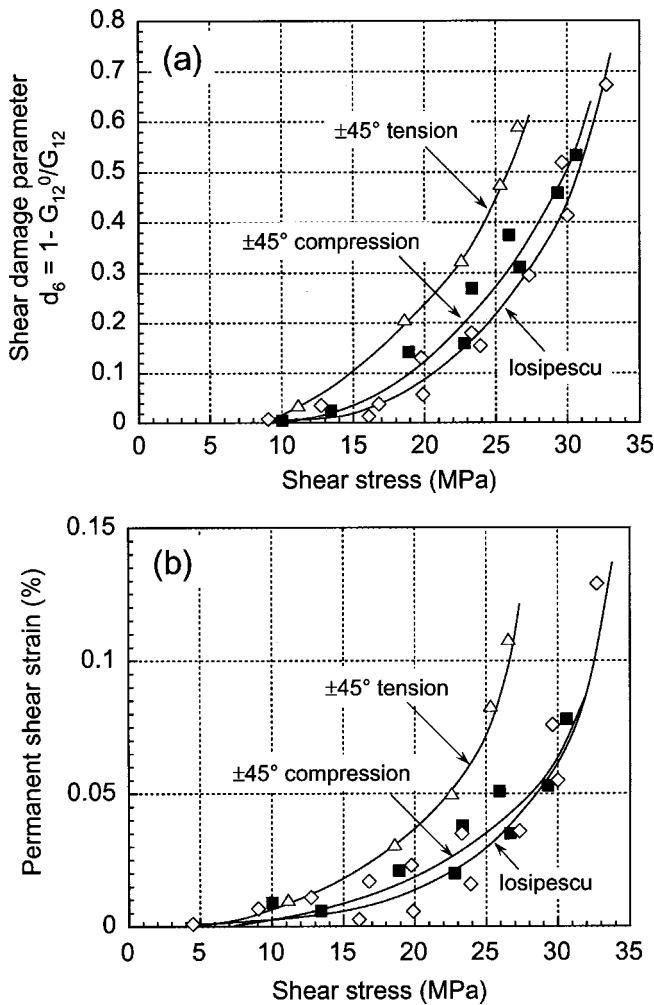 (a)
Shear damage parameter
d6 = 1- G12^0/G12
0.8
0.7
0.6
0.5
0.4
0.3
0.2
0.1
0
±45° tension
±45° compression
Iosipescu
0 5 10 15 20 25 30 35
Shear stress (MPa)
(b)
Permanent shear strain (%)
0.15
0.1
0.05
0
±45° tension
±45° compression
Iosipescu
0 5 10 15 20 25 30 35
Shear stress (MPa)